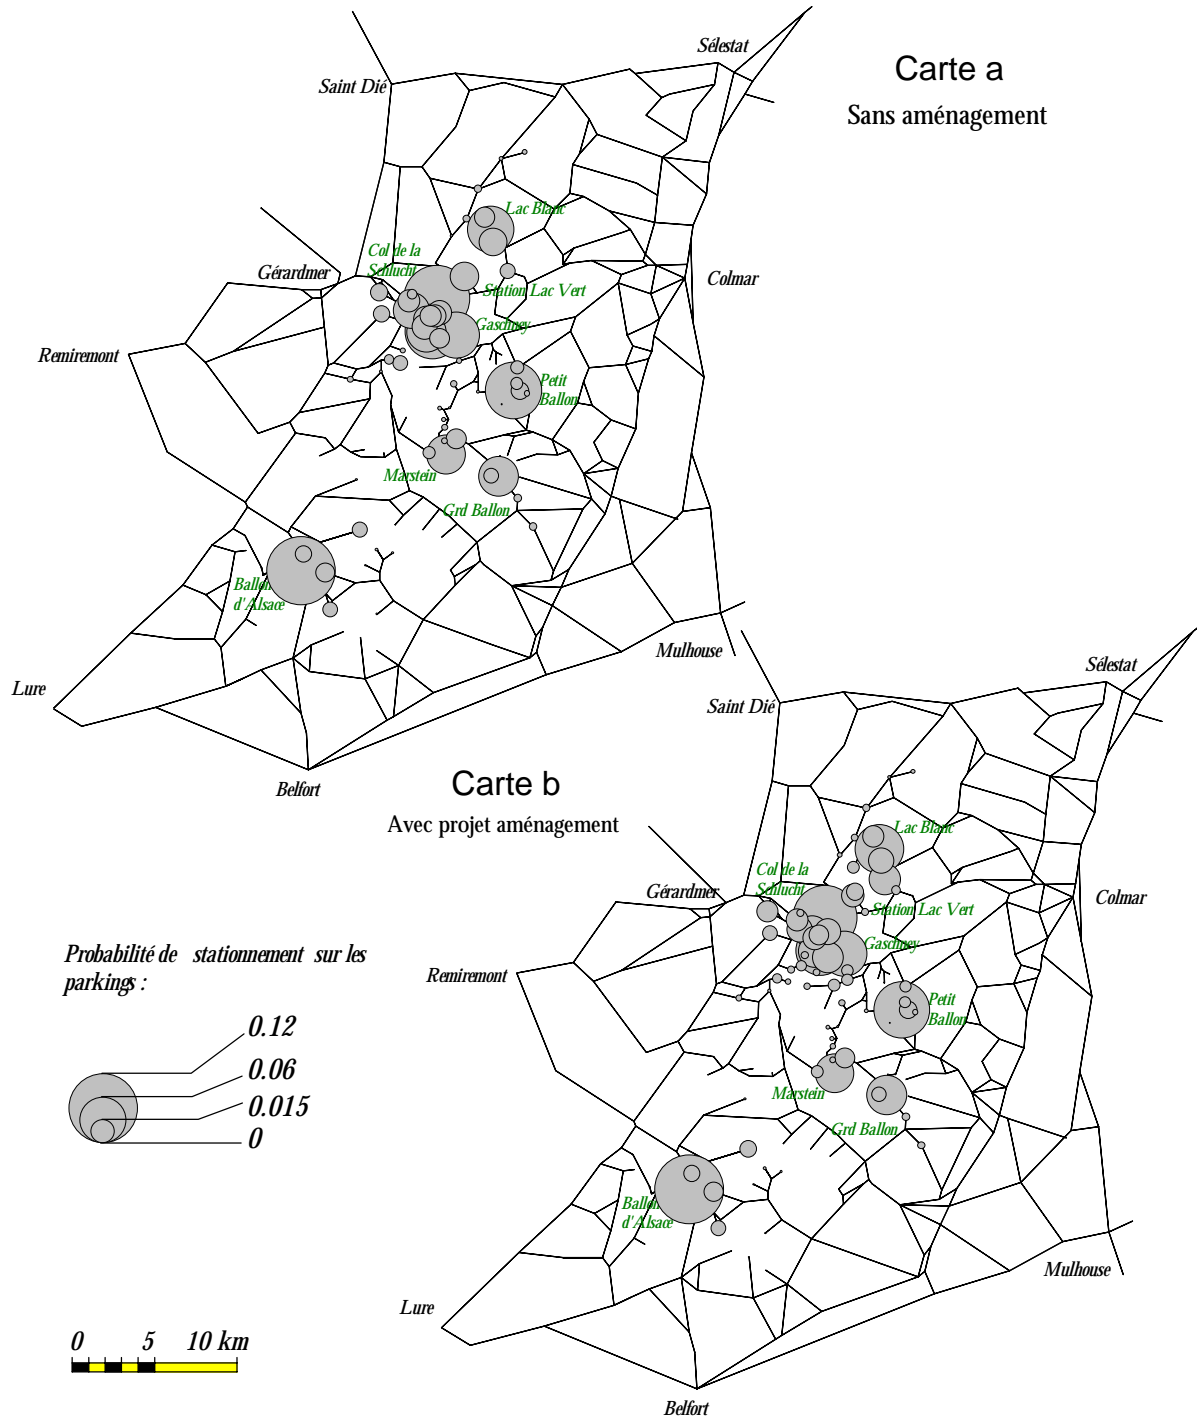 Carte a
Sans aménagement
Sélestat
Saint Dié
Lac Blanc
Col de la
Schlucht
Gérardmer
Colmar
Station Lac Vert
Gaschney
Remiremont
Petit
Ballon
Marstein
Grd Ballon
Ballon
d'Alsace
Mulhouse
Lure
Belfort
Carte b
Avec projet aménagement
Sélestat
Saint Dié
Lac Blanc
Col de la
Schlucht
Gérardmer
Colmar
Station Lac Vert
Gaschney
Remiremont
Petit
Ballon
Marstein
Grd Ballon
Ballon
d'Alsace
Mulhouse
Lure
Belfort
Probabilité de stationnement sur les
parkings :
0.12
0.06
0.015
0
0 5 10 km